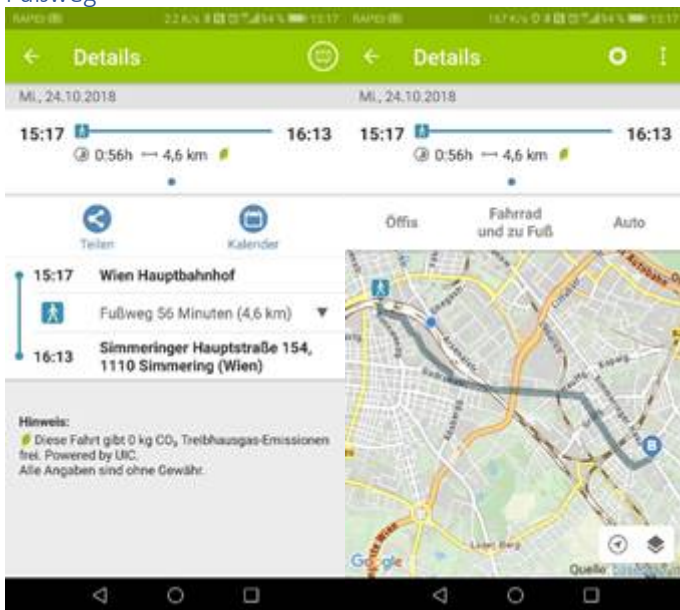 Fußweg
Details
Mi., 24.10.2018
15:17 16:13
0:56h 4,6 km
Teilen Kalender
15:17 Wien Hauptbahnhof
Fußweg 56 Minuten (4,6 km)
16:13 Simmeringer Hauptstraße 154,
1110 Simmering (Wien)
Hinweis:
Diese Fahrt gibt 0 kg CO₂ Treibhausgas-Emissionen
frei. Powered by UIC.
Alle Angaben sind ohne Gewähr.
Details
Mi., 24.10.2018
15:17 16:13
0:56h 4,6 km
Öffis Fahrrad und zu Fuß Auto
B
Google
Quelle: